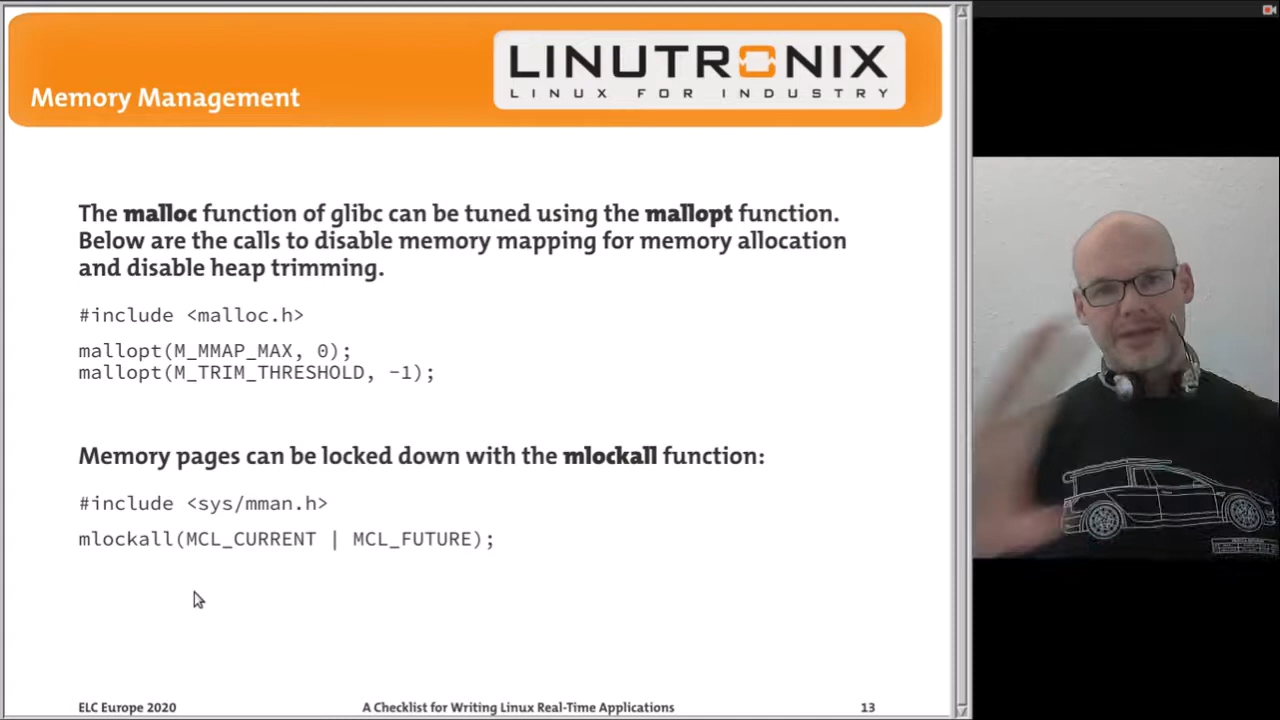 LINUTRONIX
LINUX FOR INDUSTRY
Memory Management
The malloc function of glibc can be tuned using the mallopt function.
Below are the calls to disable memory mapping for memory allocation
and disable heap trimming.
#include <malloc.h>
mallopt(M_MMAP_MAX, 0);
mallopt(M_TRIM_THRESHOLD, -1);
Memory pages can be locked down with the mlockall function:
#include <sys/mman.h>
mlockall(MCL_CURRENT | MCL_FUTURE);
ELC Europe 2020
A Checklist for Writing Linux Real-Time Applications
13